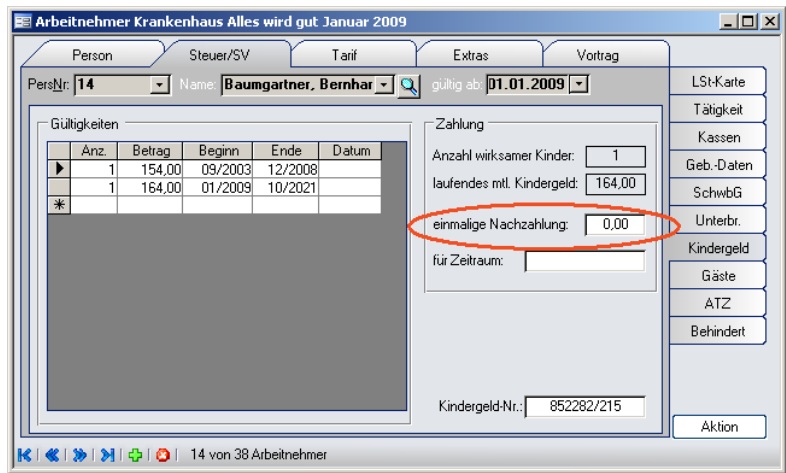 Arbeitnehmer Krankenhaus Alles wird gut Januar 2009
Person Steuer/SV Tarif Extras Vortrag
PersNr: 14 Name: Baumgartner, Bernhar gültig ab: 01.01.2009
LSt-Karte
Tätigkeit
Kassen
Geb.-Daten
SchwbG
Unterbr.
Kindergeld
Gäste
ATZ
Behindert
Aktion
Gültigkeiten
Anz. Betrag Beginn Ende Datum
1 154,00 09/2003 12/2008
1 164,00 01/2009 10/2021
Zahlung
Anzahl wirksamer Kinder: 1
laufendes mtl. Kindergeld: 164,00
einmalige Nachzahlung: 0,00
für Zeitraum:
Kindergeld-Nr.: 852282/215
14 von 38 Arbeitnehmer